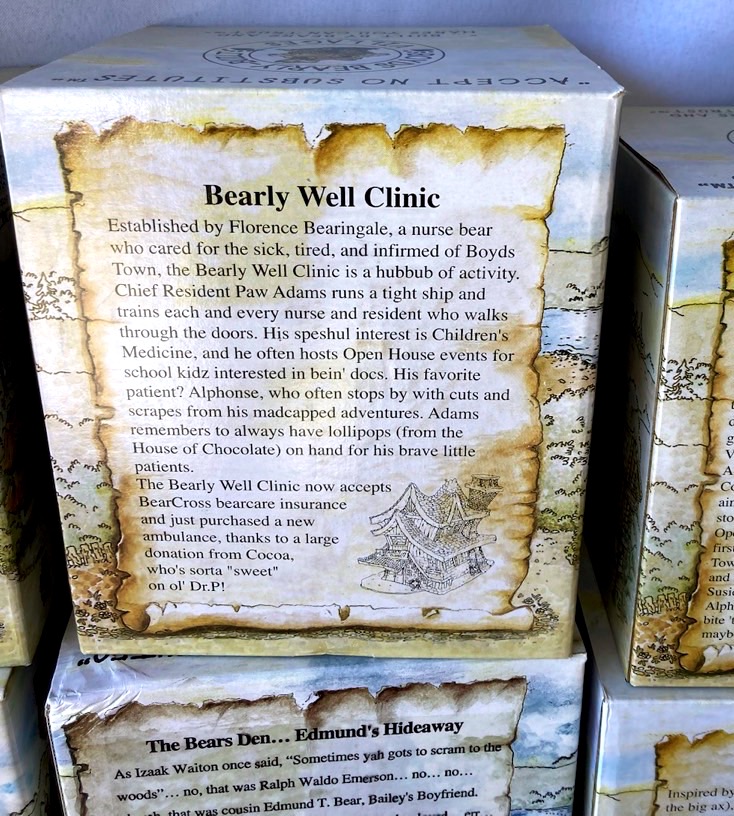 "ACCEPT NO SUBSTITUTES"™
Bearly Well Clinic
Established by Florence Bearingale, a nurse bear
who cared for the sick, tired, and infirmed of Boyds
Town, the Bearly Well Clinic is a hubbub of activity.
Chief Resident Paw Adams runs a tight ship and
trains each and every nurse and resident who walks
through the doors. His speshul interest is Children's
Medicine, and he often hosts Open House events for
school kidz interested in bein' docs. His favorite
patient? Alphonse, who often stops by with cuts and
scrapes from his madcapped adventures. Adams
remembers to always have lollipops (from the
House of Chocolate) on hand for his brave little
patients.
The Bearly Well Clinic now accepts
BearCross bearcare insurance
and just purchased a new
ambulance, thanks to a large
donation from Cocoa,
who's sorta "sweet"
on ol' Dr.P!
The Bears Den... Edmund's Hideaway
As Izaak Waiton once said, "Sometimes yah gots to scram to the
woods"... no, that was Ralph Waldo Emerson... no... no...
that was cousin Edmund T. Bear, Bailey's Boyfriend.
Inspired by
the big ax),